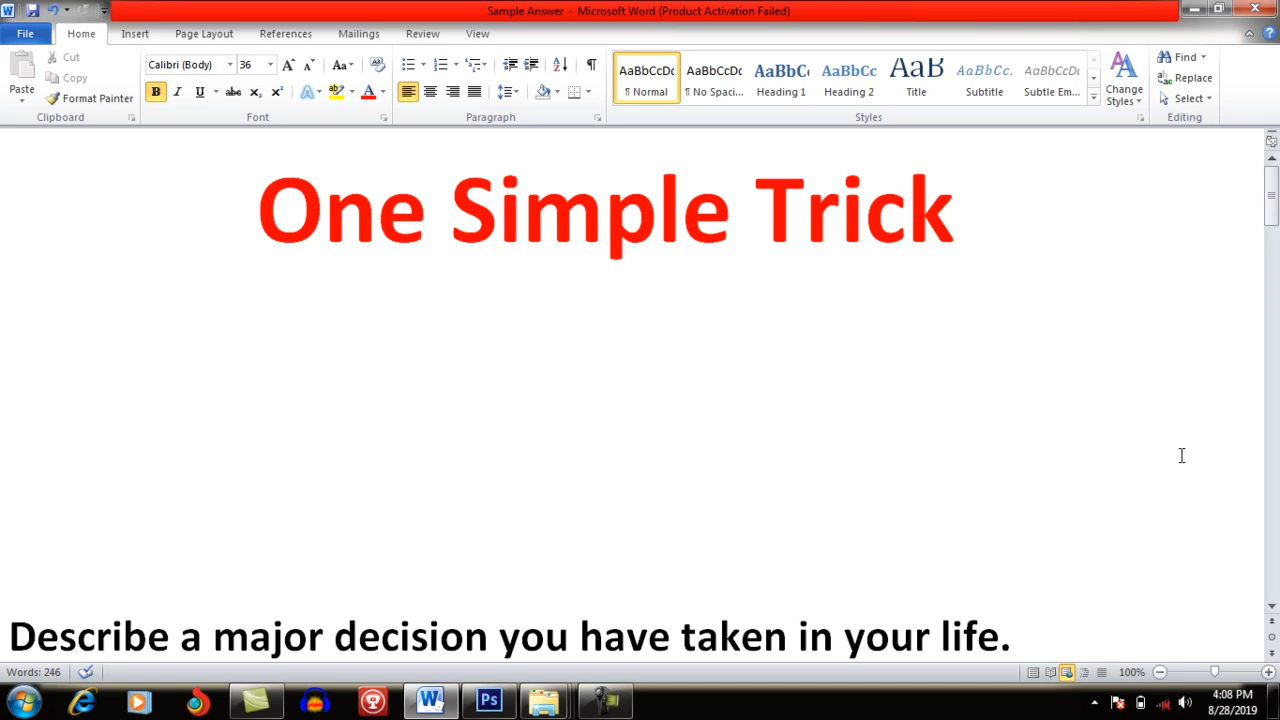 Sample Answer - Microsoft Word (Product Activation Failed)
File Home Insert Page Layout References Mailings Review View
Paste
Cut
Copy
Format Painter
Clipboard
Calibri (Body) 36
Font
Paragraph
AaBbCcDc AaBbCcDc AaBbCc AaBbCc AaB AaBbCc. AaBbCcDc
¶ Normal ¶ No Spaci... Heading 1 Heading 2 Title Subtitle Subtle Em...
Change Styles
Styles
Find
Replace
Select
Editing
One Simple Trick
Describe a major decision you have taken in your life.
Words: 246
100%
4:08 PM
8/28/2019